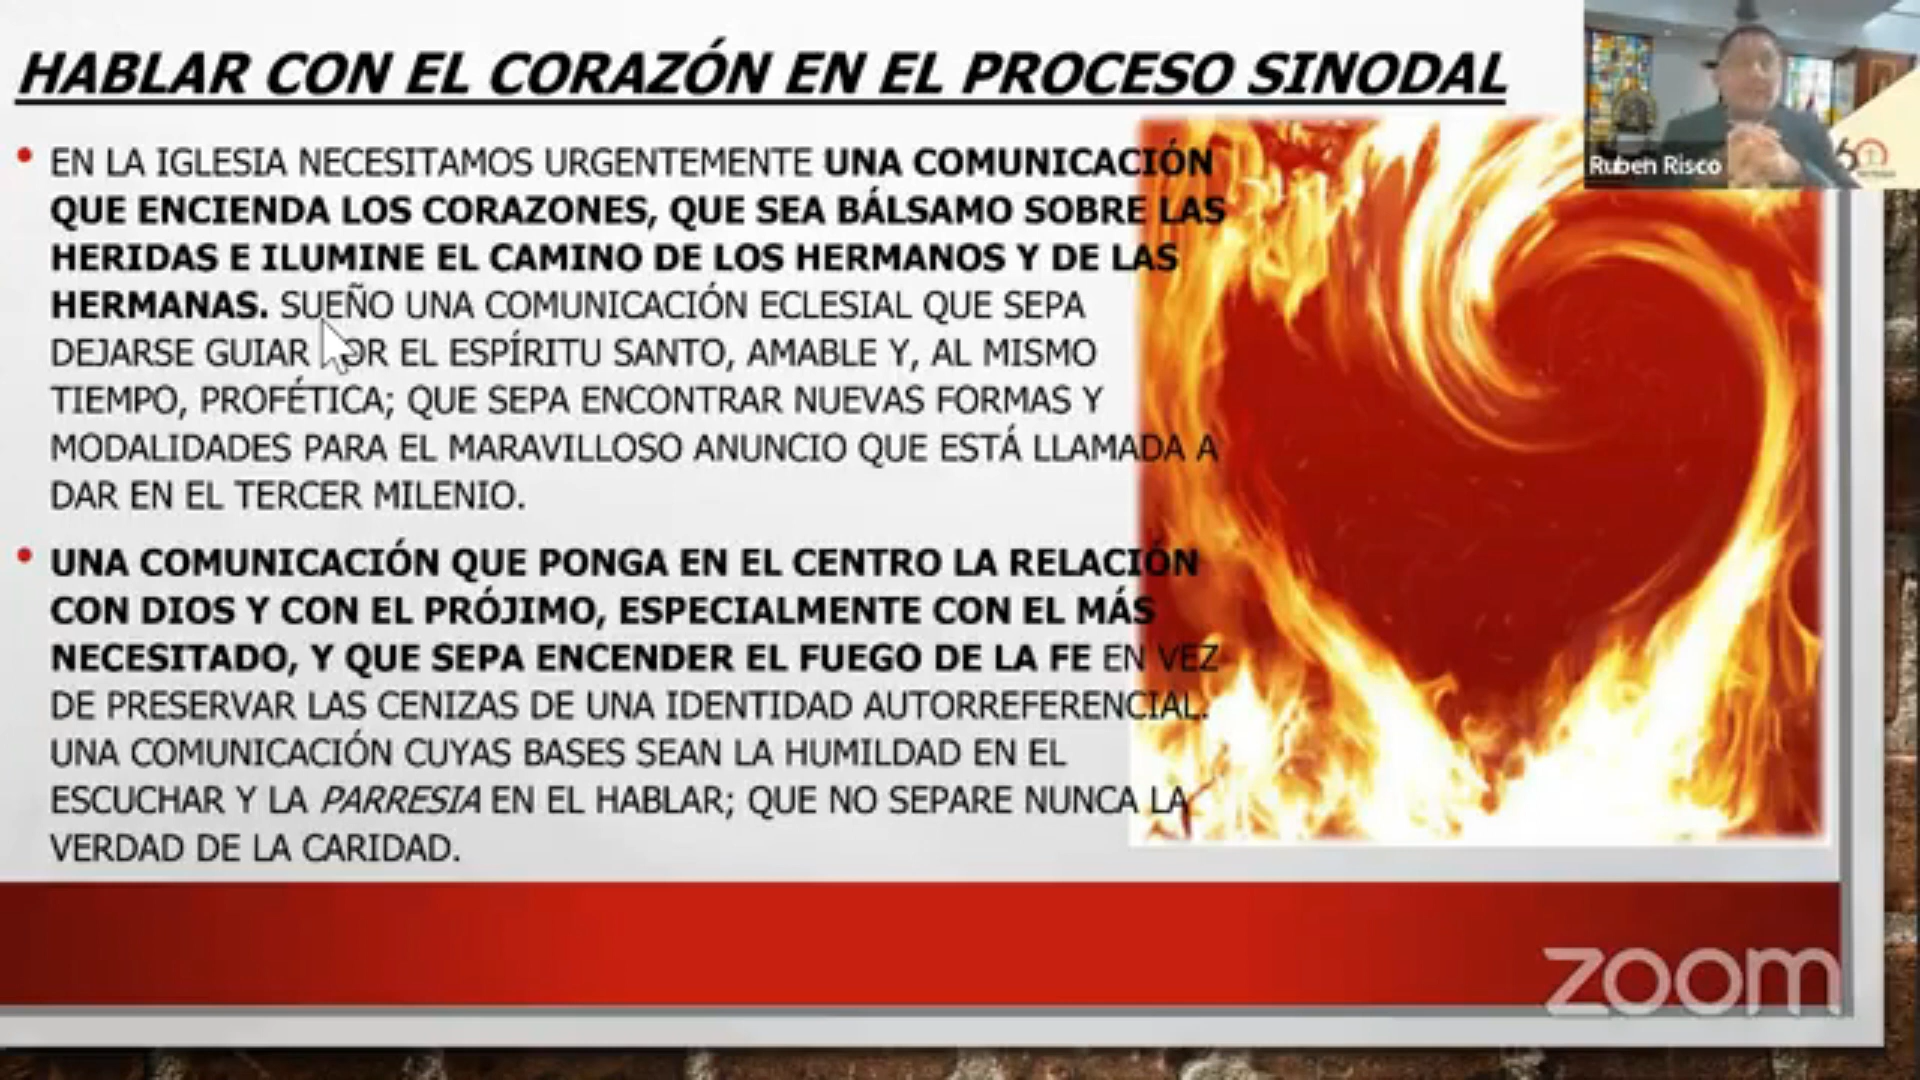 HABLAR CON EL CORAZÓN EN EL PROCESO SINODAL
• EN LA IGLESIA NECESITAMOS URGENTEMENTE UNA COMUNICACIÓN
QUE ENCIENDA LOS CORAZONES, QUE SEA BÁLSAMO SOBRE LAS
HERIDAS E ILUMINE EL CAMINO DE LOS HERMANOS Y DE LAS
HERMANAS. SUEÑO UNA COMUNICACIÓN ECLESIAL QUE SEPA
DEJARSE GUIAR POR EL ESPÍRITU SANTO, AMABLE Y, AL MISMO
TIEMPO, PROFÉTICA; QUE SEPA ENCONTRAR NUEVAS FORMAS Y
MODALIDADES PARA EL MARAVILLOSO ANUNCIO QUE ESTÁ LLAMADA A
DAR EN EL TERCER MILENIO.
• UNA COMUNICACIÓN QUE PONGA EN EL CENTRO LA RELACIÓN
CON DIOS Y CON EL PRÓJIMO, ESPECIALMENTE CON EL MÁS
NECESITADO, Y QUE SEPA ENCENDER EL FUEGO DE LA FE EN VEZ
DE PRESERVAR LAS CENIZAS DE UNA IDENTIDAD AUTORREFERENCIAL.
UNA COMUNICACIÓN CUYAS BASES SEAN LA HUMILDAD EN EL
ESCUCHAR Y LA PARRESIA EN EL HABLAR; QUE NO SEPARE NUNCA LA
VERDAD DE LA CARIDAD.
Ruben Risco
zoom